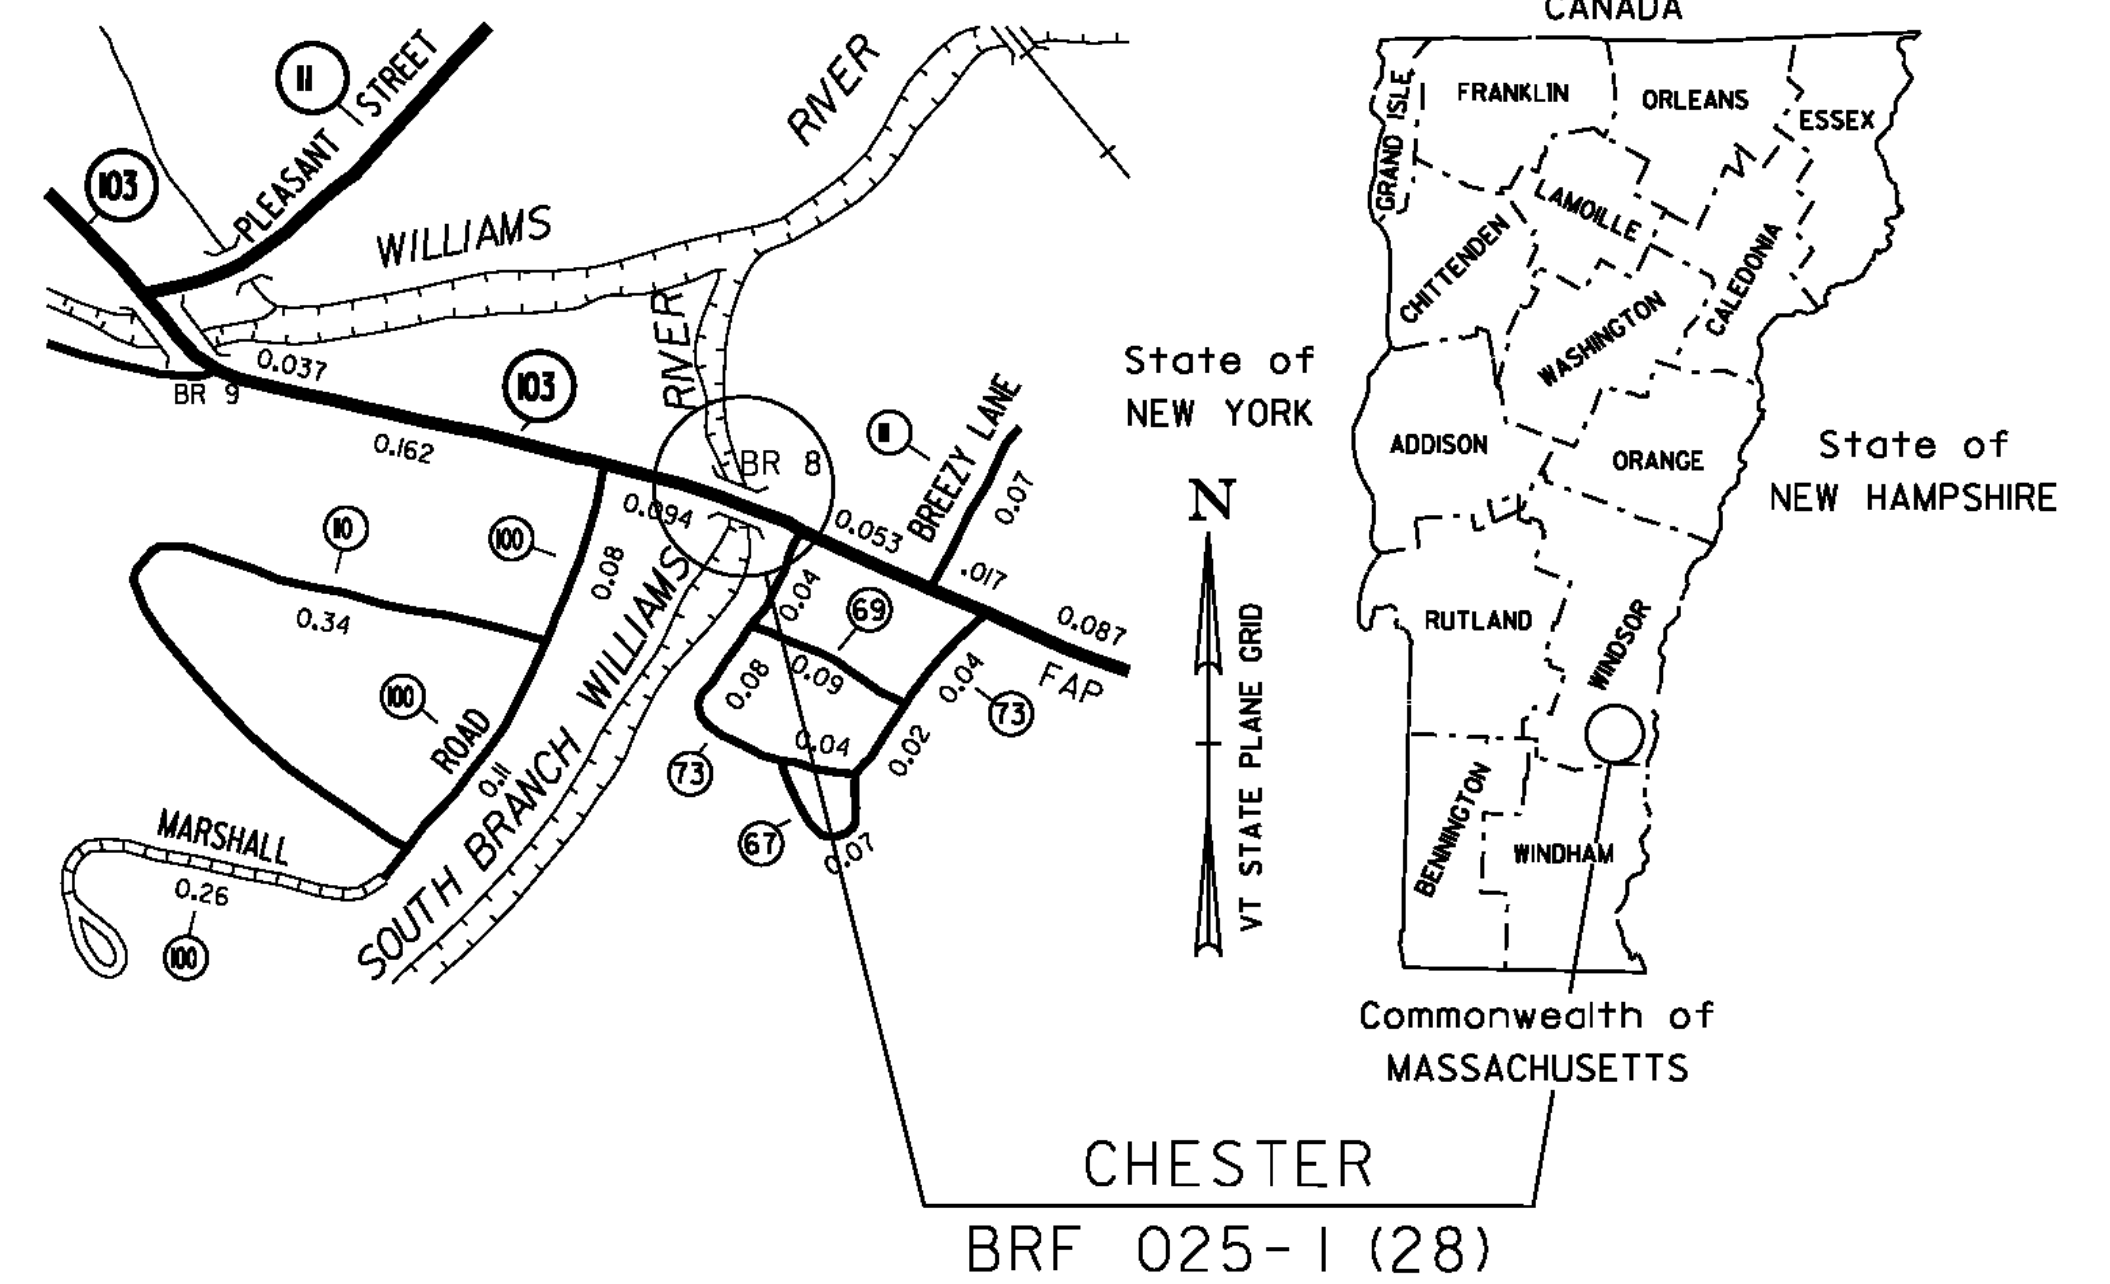 11
PLEASANT STREET
103
WILLIAMS
RIVER
RIVER
0.037
BR 9
103
0.162
BR 8
0.094
0.053
11
BREEZY LANE
0.07
.017
0.087
FAP
110
0.34
100
0.08
100
ROAD
0.11
MARSHALL
0.26
100
SOUTH BRANCH WILLIAMS
0.04
69
0.09
0.08
0.04
73
0.04
0.02
73
67
0.07
N
VT STATE PLANE GRID
CANADA
GRAND ISLE
FRANKLIN
ORLEANS
ESSEX
LAMOILLE
CHITTENDEN
CALEDONIA
WASHINGTON
State of
NEW YORK
ADDISON
ORANGE
State of
NEW HAMPSHIRE
RUTLAND
WINDSOR
BENNINGTON
WINDHAM
Commonwealth of
MASSACHUSETTS
CHESTER
BRF 025-1 (28)